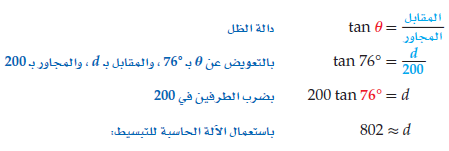 دالة الظل tan θ = المقابل / المجاور
بالتعويض عن θ بـ 76° ، والمقابل بـ d ، والمجاور بـ 200 tan 76° = d / 200
بضرب الطرفين في 200 200 tan 76° = d
باستعمال الآلة الحاسبة للتبسيط: 802 ≈ d